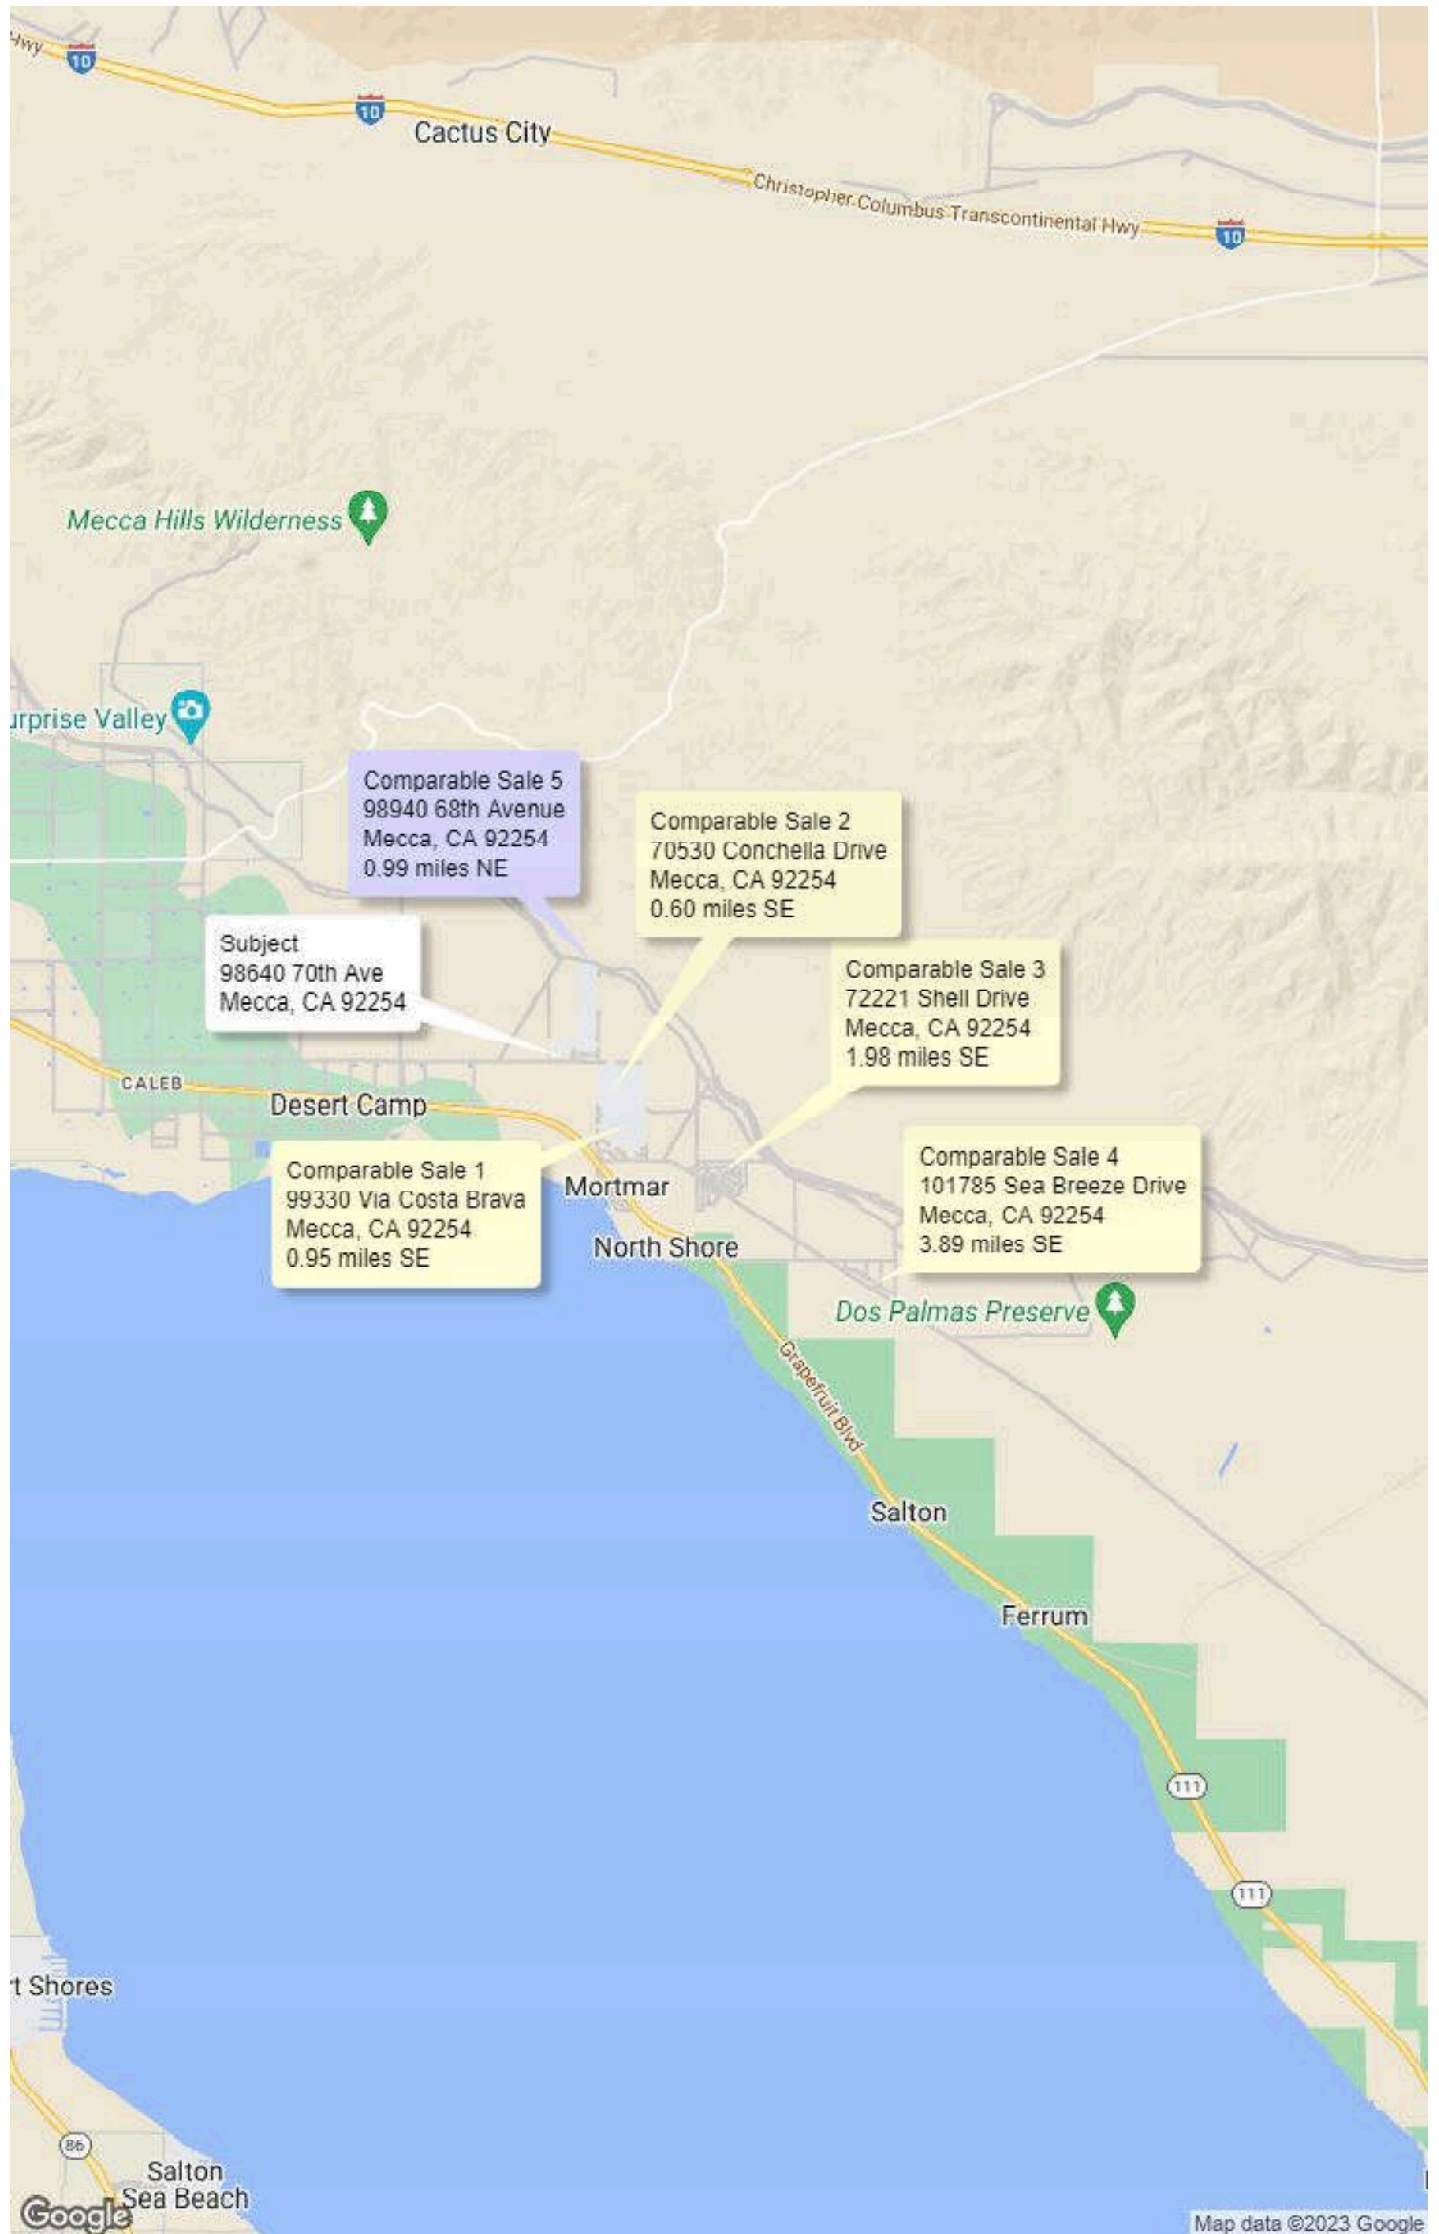 Hwy
10
10
Cactus City
Christopher Columbus Transcontinental Hwy
10
Mecca Hills Wilderness
urprise Valley
Comparable Sale 5
98940 68th Avenue
Mecca, CA 92254
0.99 miles NE
Comparable Sale 2
70530 Conchella Drive
Mecca, CA 92254
0.60 miles SE
Subject
98640 70th Ave
Mecca, CA 92254
Comparable Sale 3
72221 Shell Drive
Mecca, CA 92254
1.98 miles SE
CALEB
Desert Camp
Comparable Sale 1
99330 Via Costa Brava
Mecca, CA 92254
0.95 miles SE
Mortmar
Comparable Sale 4
101785 Sea Breeze Drive
Mecca, CA 92254
3.89 miles SE
North Shore
Dos Palmas Preserve
Grapefruit Blvd
Salton
Ferrum
111
111
t Shores
86
Salton
Sea Beach
Google
Map data ©2023 Google